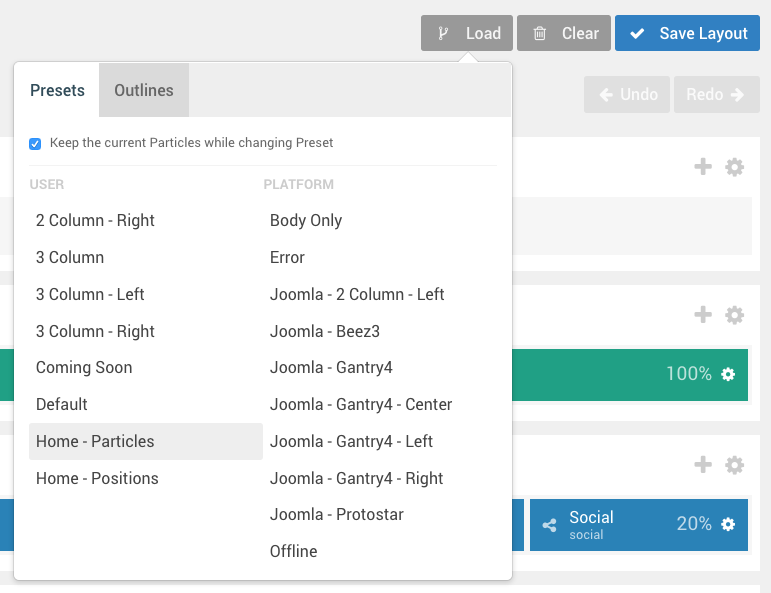 Load
Clear
Save Layout
Presets
Outlines
Undo
Redo
Keep the current Particles while changing Preset
USER
2 Column - Right
3 Column
3 Column - Left
3 Column - Right
Coming Soon
Default
Home - Particles
Home - Positions
PLATFORM
Body Only
Error
Joomla - 2 Column - Left
Joomla - Beez3
Joomla - Gantry4
Joomla - Gantry4 - Center
Joomla - Gantry4 - Left
Joomla - Gantry4 - Right
Joomla - Protostar
Offline
100%
Social
social
20%